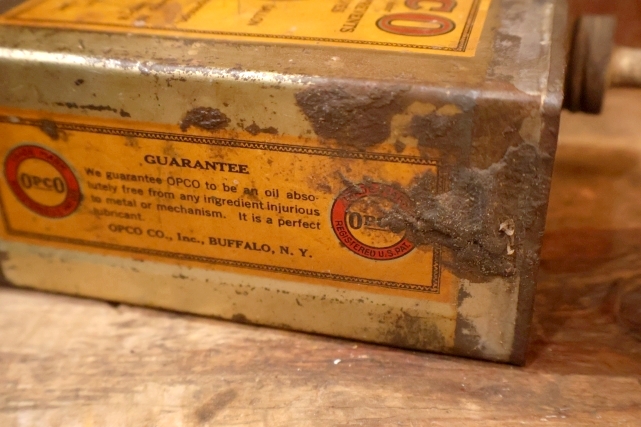 CO
GUARANTEE
We guarantee OPCO to be an oil abso-
lutely free from any ingredient injurious
to metal or mechanism. It is a perfect
lubricant.
OPCO CO., Inc., BUFFALO, N. Y.
OPCO
REGISTERED U.S. PAT.